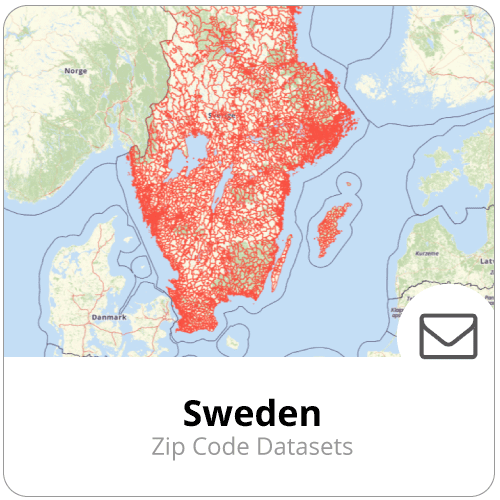 Norge
Sverige
Kurzeme
Danmark
Sweden
Zip Code Datasets